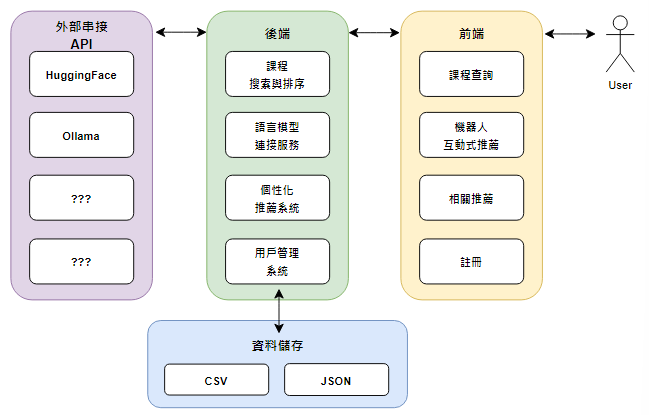 外部串接
API
HuggingFace
Ollama
???
???
後端
課程
搜索與排序
語言模型
連接服務
個性化
推薦系統
用戶管理
系統
前端
課程查詢
機器人
互動式推薦
相關推薦
註冊
User
資料儲存
CSV
JSON